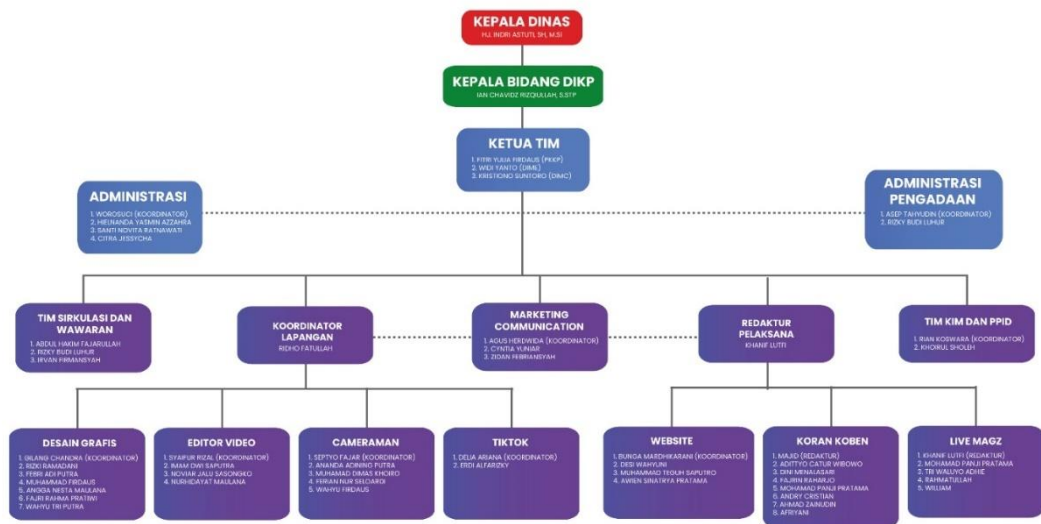 KEPALA DINAS
HJ. INDRI ASTUTI, SH, M.SI
KEPALA BIDANG DIKP
IAN CHAVIDZ RIZQIULLAH, S.STP
KETUA TIM
1. FITRI YULIA FIRDAUS (PKKP)
2. WIDI YANTO (DIML)
3. KRISTIONO SUNTORO (DIMC)
ADMINISTRASI
1. WOROSUCI (KOORDINATOR)
2. HIELNANDA YASMIN AZZAHRA
3. SANTI NOVITA RATNAWATI
4. CITRA JESSYCHA
ADMINISTRASI
PENGADAAN
1. ASEP TAHYUDIN (KOORDINATOR)
2. RIZKY BUDI LUHUR
TIM SIRKULASI DAN
WAWARAN
1. ABDUL HAKIM FAJARULLAH
2. RIZKY BUDI LUHUR
3. IRVAN FIRMANSYAH
KOORDINATOR
LAPANGAN
RIDHO FATULLAH
MARKETING
COMMUNICATION
1. AGUS HERDWIDA (KOORDINATOR)
2. CYNTIA YUNIAR
3. ZIDAN FEBRIANSYAH
REDAKTUR
PELAKSANA
KHANIF LUTFI
TIM KIM DAN PPID
1. RIAN KOSWARA (KOORDINATOR)
2. KHOIRUL SHOLEH
DESAIN GRAFIS
1. GILANG CHANDRA (KOORDINATOR)
2. RIZKI RAMADANI
3. FEBRI ADI PUTRA
4. MUHAMMAD FIRDAUS
5. ANGGA NESTA MAULANA
6. FAJRI RAHMA PRATIWI
7. WAHYU TRI PUTRA
EDITOR VIDEO
1. SYAIFUR RIZAL (KOORDINATOR)
2. IMAM DWI SAPUTRA
3. NOVIAR JALU SASONGKO
4. NURHIDAYAT MAULANA
CAMERAMAN
1. SEPTYO FAJAR (KOORDINATOR)
2. ANANDA ADNING PUTRA
3. MUHAMAD DIMAS KHOIRO
4. FERIAN NUR SELOARDI
5. WAHYU FIRDAUS
TIKTOK
1. DELIA ARIANA (KOORDINATOR)
2. ERDI ALFARIZKY
WEBSITE
1. BUNGA MARDHIKARANI (KOORDINATOR)
2. DESI WAHYUNI
3. MUHAMMAD TEGUH SAPUTRO
4. AWIEN SINATRYA PRATAMA
KORAN KOBEN
1. MAJID (REDAKTUR)
2. ADITTYO CATUR WIBOWO
3. DINI MENALASARI
4. FAJRIN RAHARJO
5. MOHAMAD PANJI PRATAMA
6. ANDRY CRISTIAN
7. AHMAD ZAINUDIN
8. AFRIYANI
LIVE MAGZ
1. KHANIF LUTFI (REDAKTUR)
2. MOHAMAD PANJI PRATAMA
3. TRI WALUYO ADHIE
4. RAHMATULLAH
5. WILLIAM